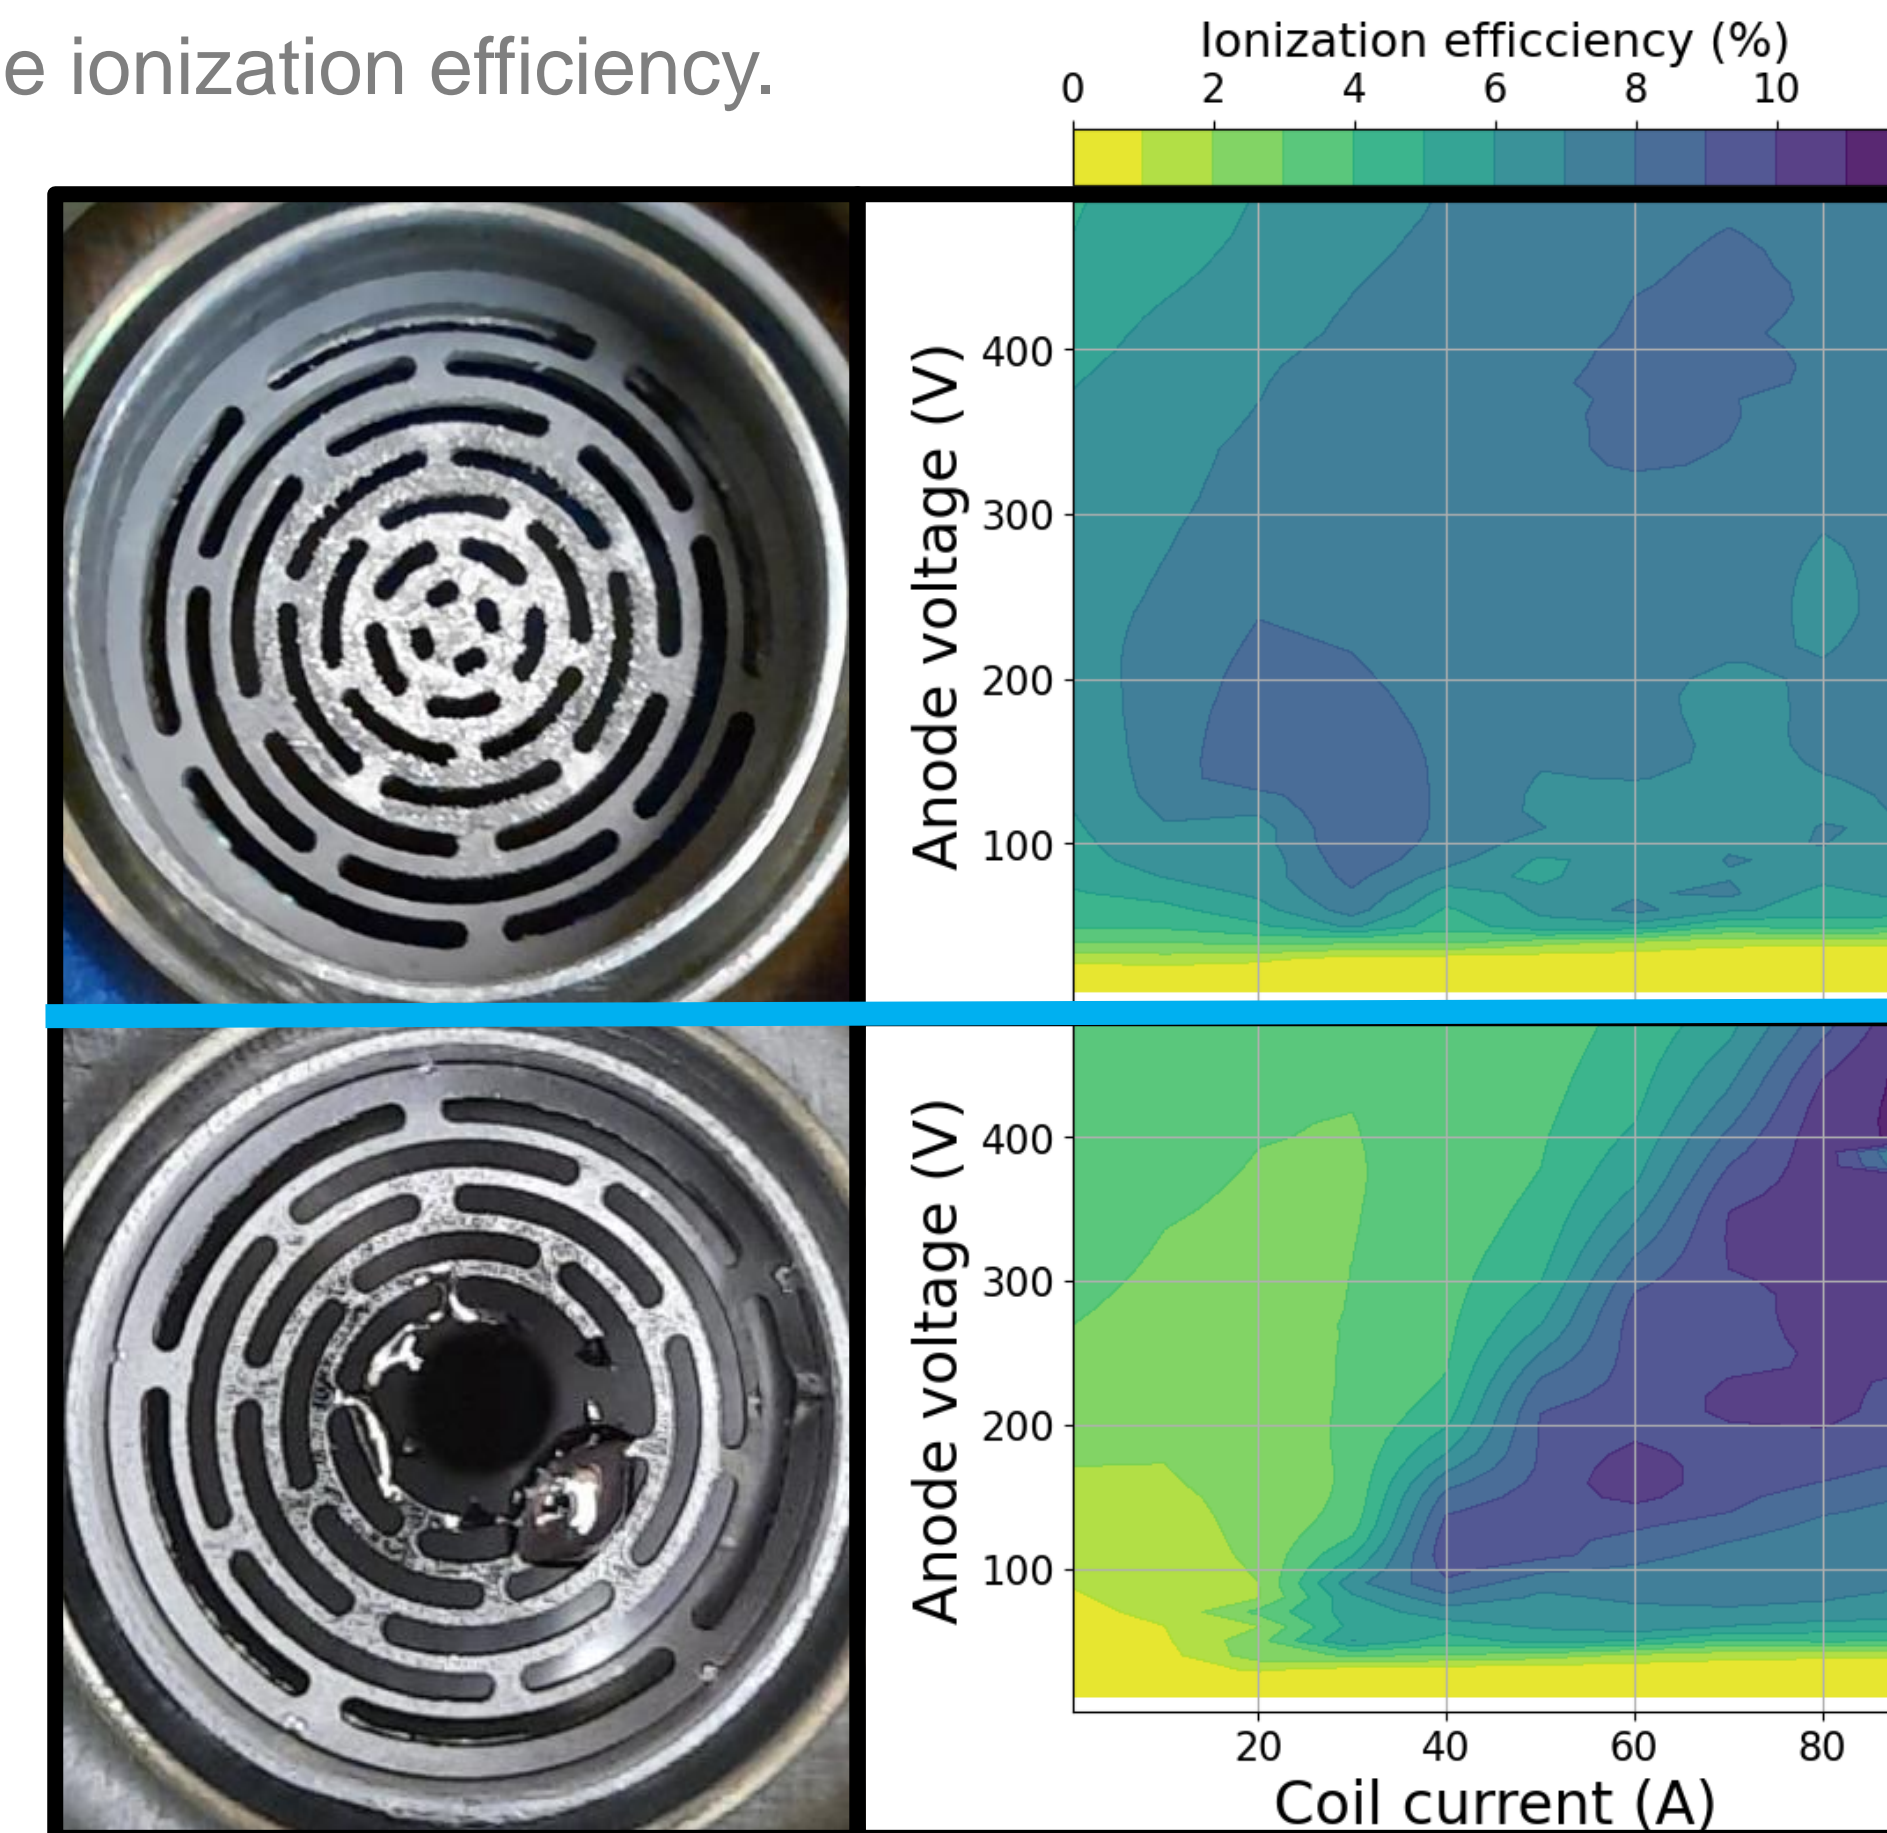 e ionization efficiency.
Ionization efficciency (%)
0 2 4 6 8 10
Anode voltage (V)
400
300
200
100
Anode voltage (V)
400
300
200
100
20 40 60 80
Coil current (A)